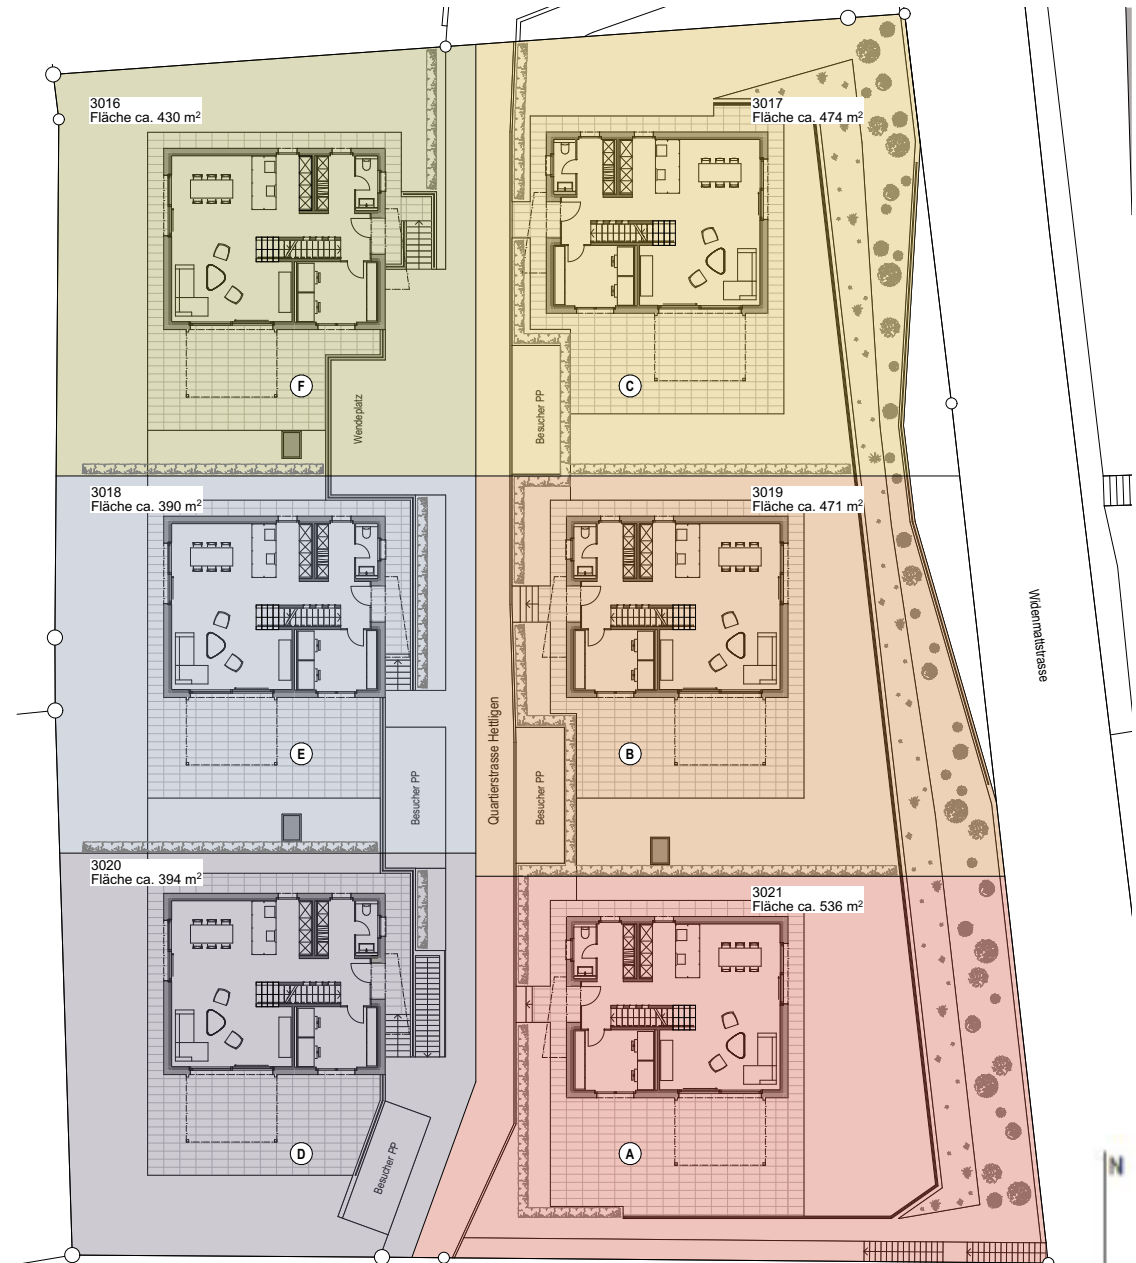 3016
Fläche ca. 430 m²
3017
Fläche ca. 474 m²
F
Wendeplatz
C
Besucher PP
3018
Fläche ca. 390 m²
3019
Fläche ca. 471 m²
Widenmattstrasse
Quartierstrasse Hettligen
E
Besucher PP
B
Besucher PP
3020
Fläche ca. 394 m²
3021
Fläche ca. 536 m²
D
Besucher PP
A
N